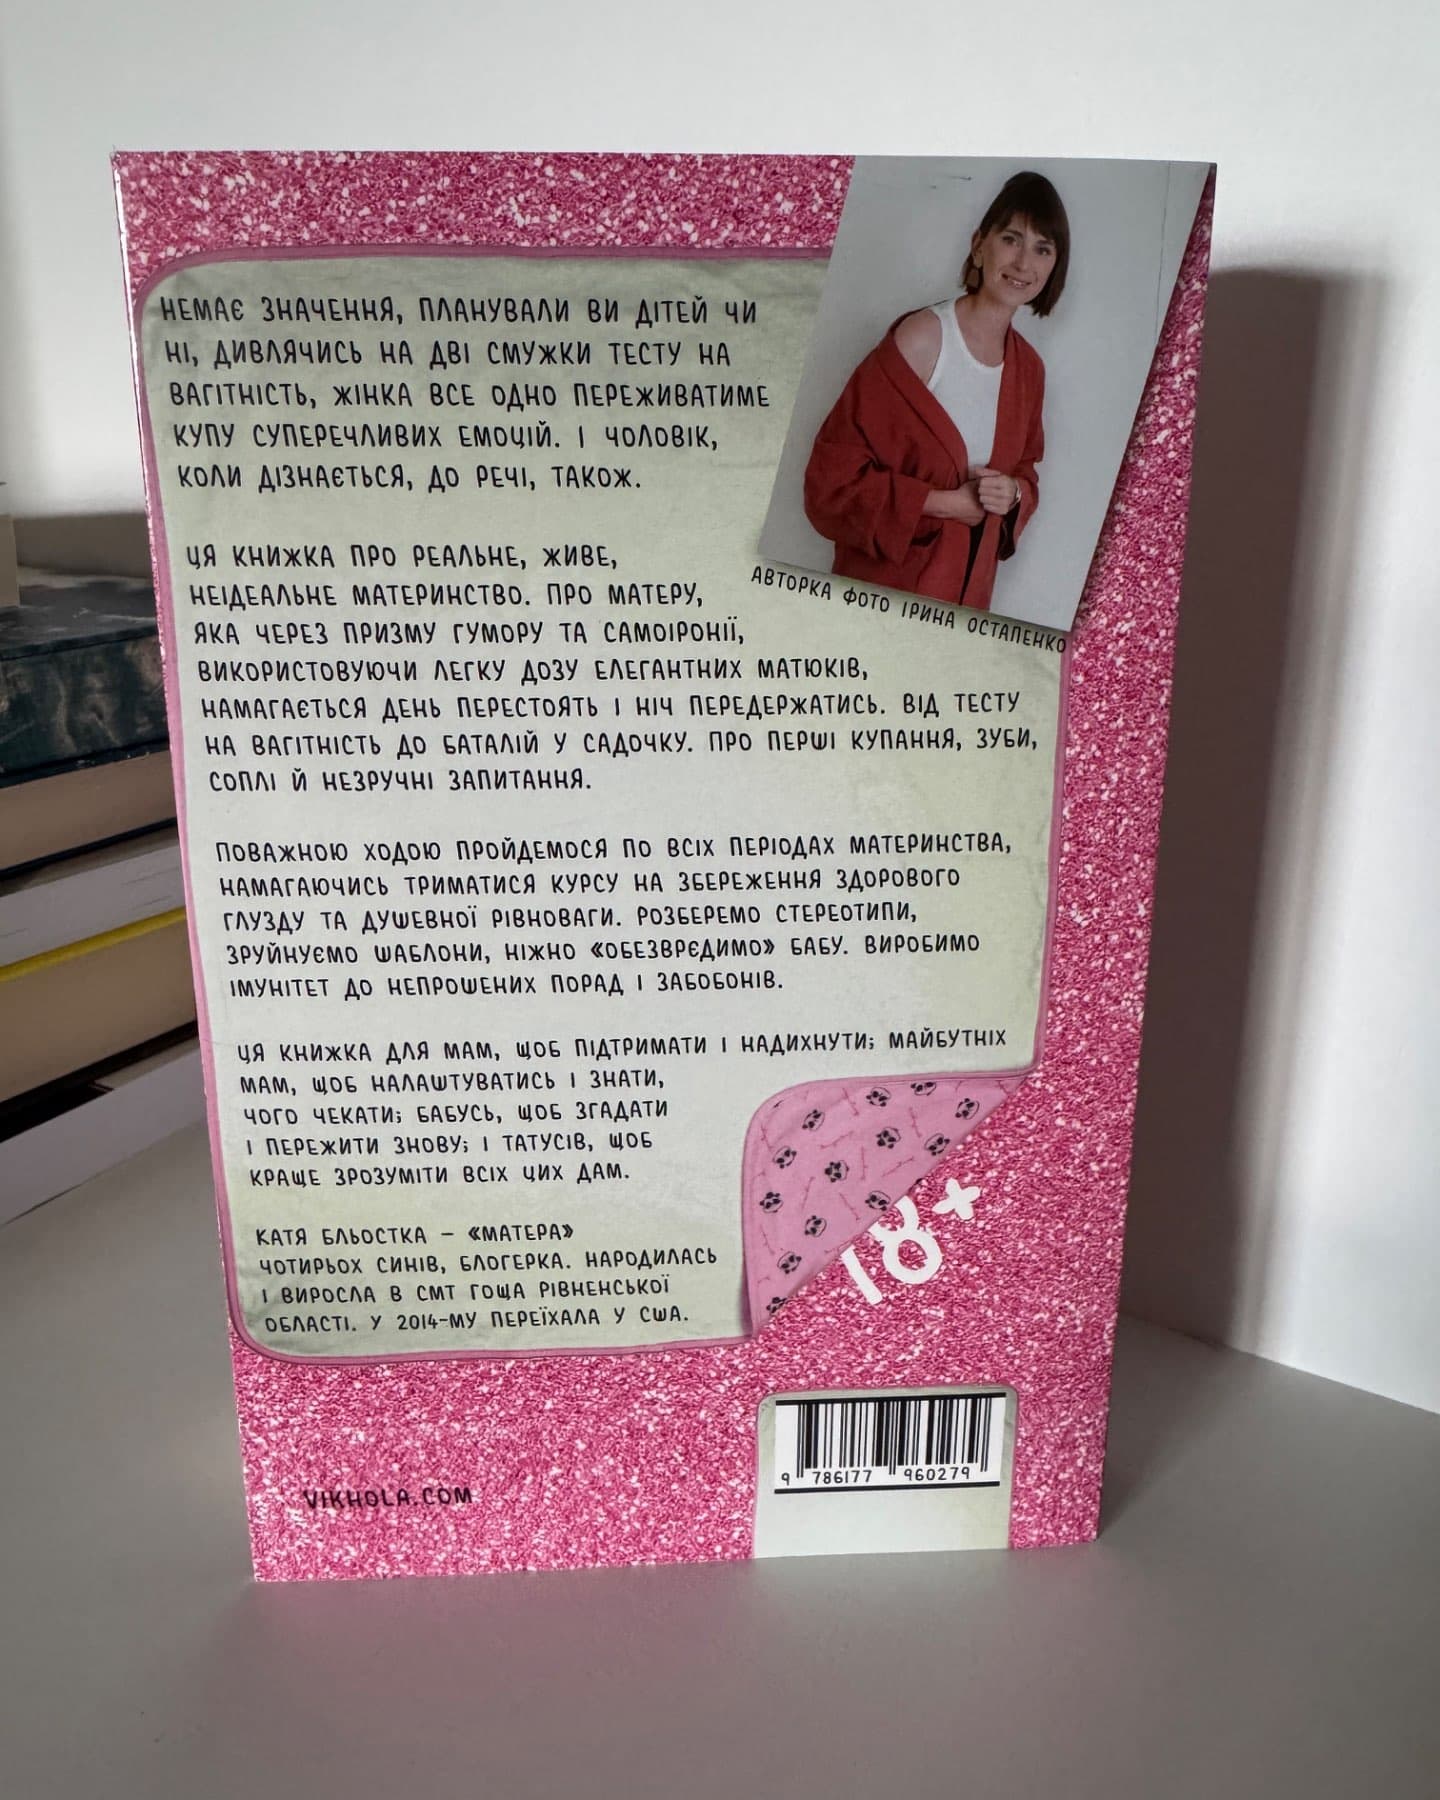 НЕМАЄ ЗНАЧЕННЯ, ПЛАНУВАЛИ ВИ ДІТЕЙ ЧИ
НІ, ДИВЛЯЧИСЬ НА ДВІ СМУЖКИ ТЕСТУ НА
ВАГІТНІСТЬ, ЖІНКА ВСЕ ОДНО ПЕРЕЖИВАТИМЕ
КУПУ СУПЕРЕЧЛИВИХ ЕМОЦІЙ. І ЧОЛОВІК,
КОЛИ ДІЗНАЄТЬСЯ, ДО РЕЧІ, ТАКОЖ.
АВТОРКА ФОТО ІРИНА ОСТАПЕНКО
ЦЯ КНИЖКА ПРО РЕАЛЬНЕ, ЖИВЕ,
НЕІДЕАЛЬНЕ МАТЕРИНСТВО. ПРО МАТЕРУ,
ЯКА ЧЕРЕЗ ПРИЗМУ ГУМОРУ ТА САМОІРОНІЇ,
ВИКОРИСТОВУЮЧИ ЛЕГКУ ДОЗУ ЕЛЕГАНТНИХ МАТЮКІВ,
НАМАГАЄТЬСЯ ДЕНЬ ПЕРЕСТОЯТЬ І НІЧ ПЕРЕДЕРЖАТИСЬ. ВІД ТЕСТУ
НА ВАГІТНІСТЬ ДО БАТАЛІЙ У САДОЧКУ. ПРО ПЕРШІ КУПАННЯ, ЗУБИ,
СОПЛІ Й НЕЗРУЧНІ ЗАПИТАННЯ.
ПОВАЖНОЮ ХОДОЮ ПРОЙДЕМОСЯ ПО ВСІХ ПЕРІОДАХ МАТЕРИНСТВА,
НАМАГАЮЧИСЬ ТРИМАТИСЯ КУРСУ НА ЗБЕРЕЖЕННЯ ЗДОРОВОГО
ГЛУЗДУ ТА ДУШЕВНОЇ РІВНОВАГИ. РОЗБЕРЕМО СТЕРЕОТИПИ,
ЗРУЙНУЄМО ШАБЛОНИ, НІЖНО «ОБЕЗВРЄДИМО» БАБУ. ВИРОБИМО
ІМУНІТЕТ ДО НЕПРОШЕНИХ ПОРАД І ЗАБОБОНІВ.
ЦЯ КНИЖКА ДЛЯ МАМ, ЩОБ ПІДТРИМАТИ І НАДИХНУТИ; МАЙБУТНІХ
МАМ, ЩОБ НАЛАШТУВАТИСЬ І ЗНАТИ,
ЧОГО ЧЕКАТИ; БАБУСЬ, ЩОБ ЗГАДАТИ
І ПЕРЕЖИТИ ЗНОВУ; І ТАТУСІВ, ЩОБ
КРАЩЕ ЗРОЗУМІТИ ВСІХ ЦИХ ДАМ.
18+
КАТЯ БЛЬОСТКА – «МАТЕРА»
ЧОТИРЬОХ СИНІВ, БЛОГЕРКА. НАРОДИЛАСЬ
І ВИРОСЛА В СМТ ГОЩА РІВНЕНСЬКОЇ
ОБЛАСТІ. У 2014-МУ ПЕРЕЇХАЛА У США.
9 786177 960279
VIKHOLA.COM